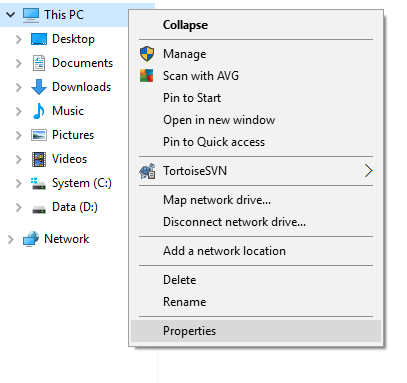 This PC
Desktop
Documents
Downloads
Music
Pictures
Videos
System (C:)
Data (D:)
Network
Collapse
Manage
Scan with AVG
Pin to Start
Open in new window
Pin to Quick access
TortoiseSVN
Map network drive...
Disconnect network drive...
Add a network location
Delete
Rename
Properties